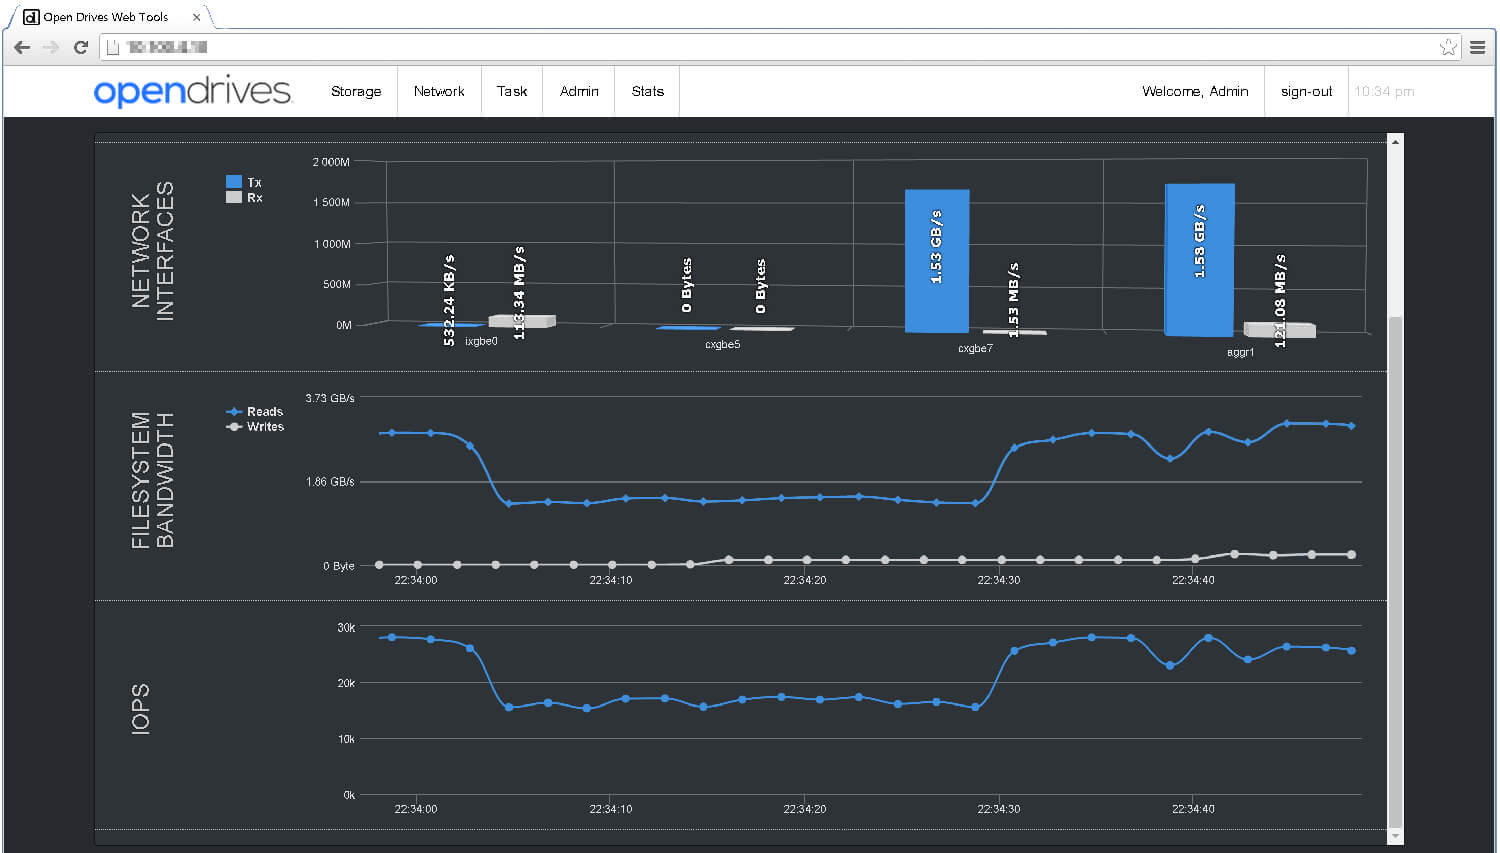 Open Drives Web Tools
opendrives
Storage
Network
Task
Admin
Stats
Welcome, Admin
sign-out
10:34 pm
NETWORK
INTERFACES
Tx
Rx
2 000M
1 500M
1 000M
500M
0M
532.24 KB/s
113.34 MB/s
0 Bytes
0 Bytes
1.53 GB/s
1.53 MB/s
1.58 GB/s
121.08 MB/s
ixgbe0
cxgbe5
cxgbe7
aggr1
FILESYSTEM
BANDWIDTH
Reads
Writes
3.73 GB/s
1.86 GB/s
0 Byte
22:34:00
22:34:10
22:34:20
22:34:30
22:34:40
IOPS
30k
20k
10k
0k
22:34:00
22:34:10
22:34:20
22:34:30
22:34:40